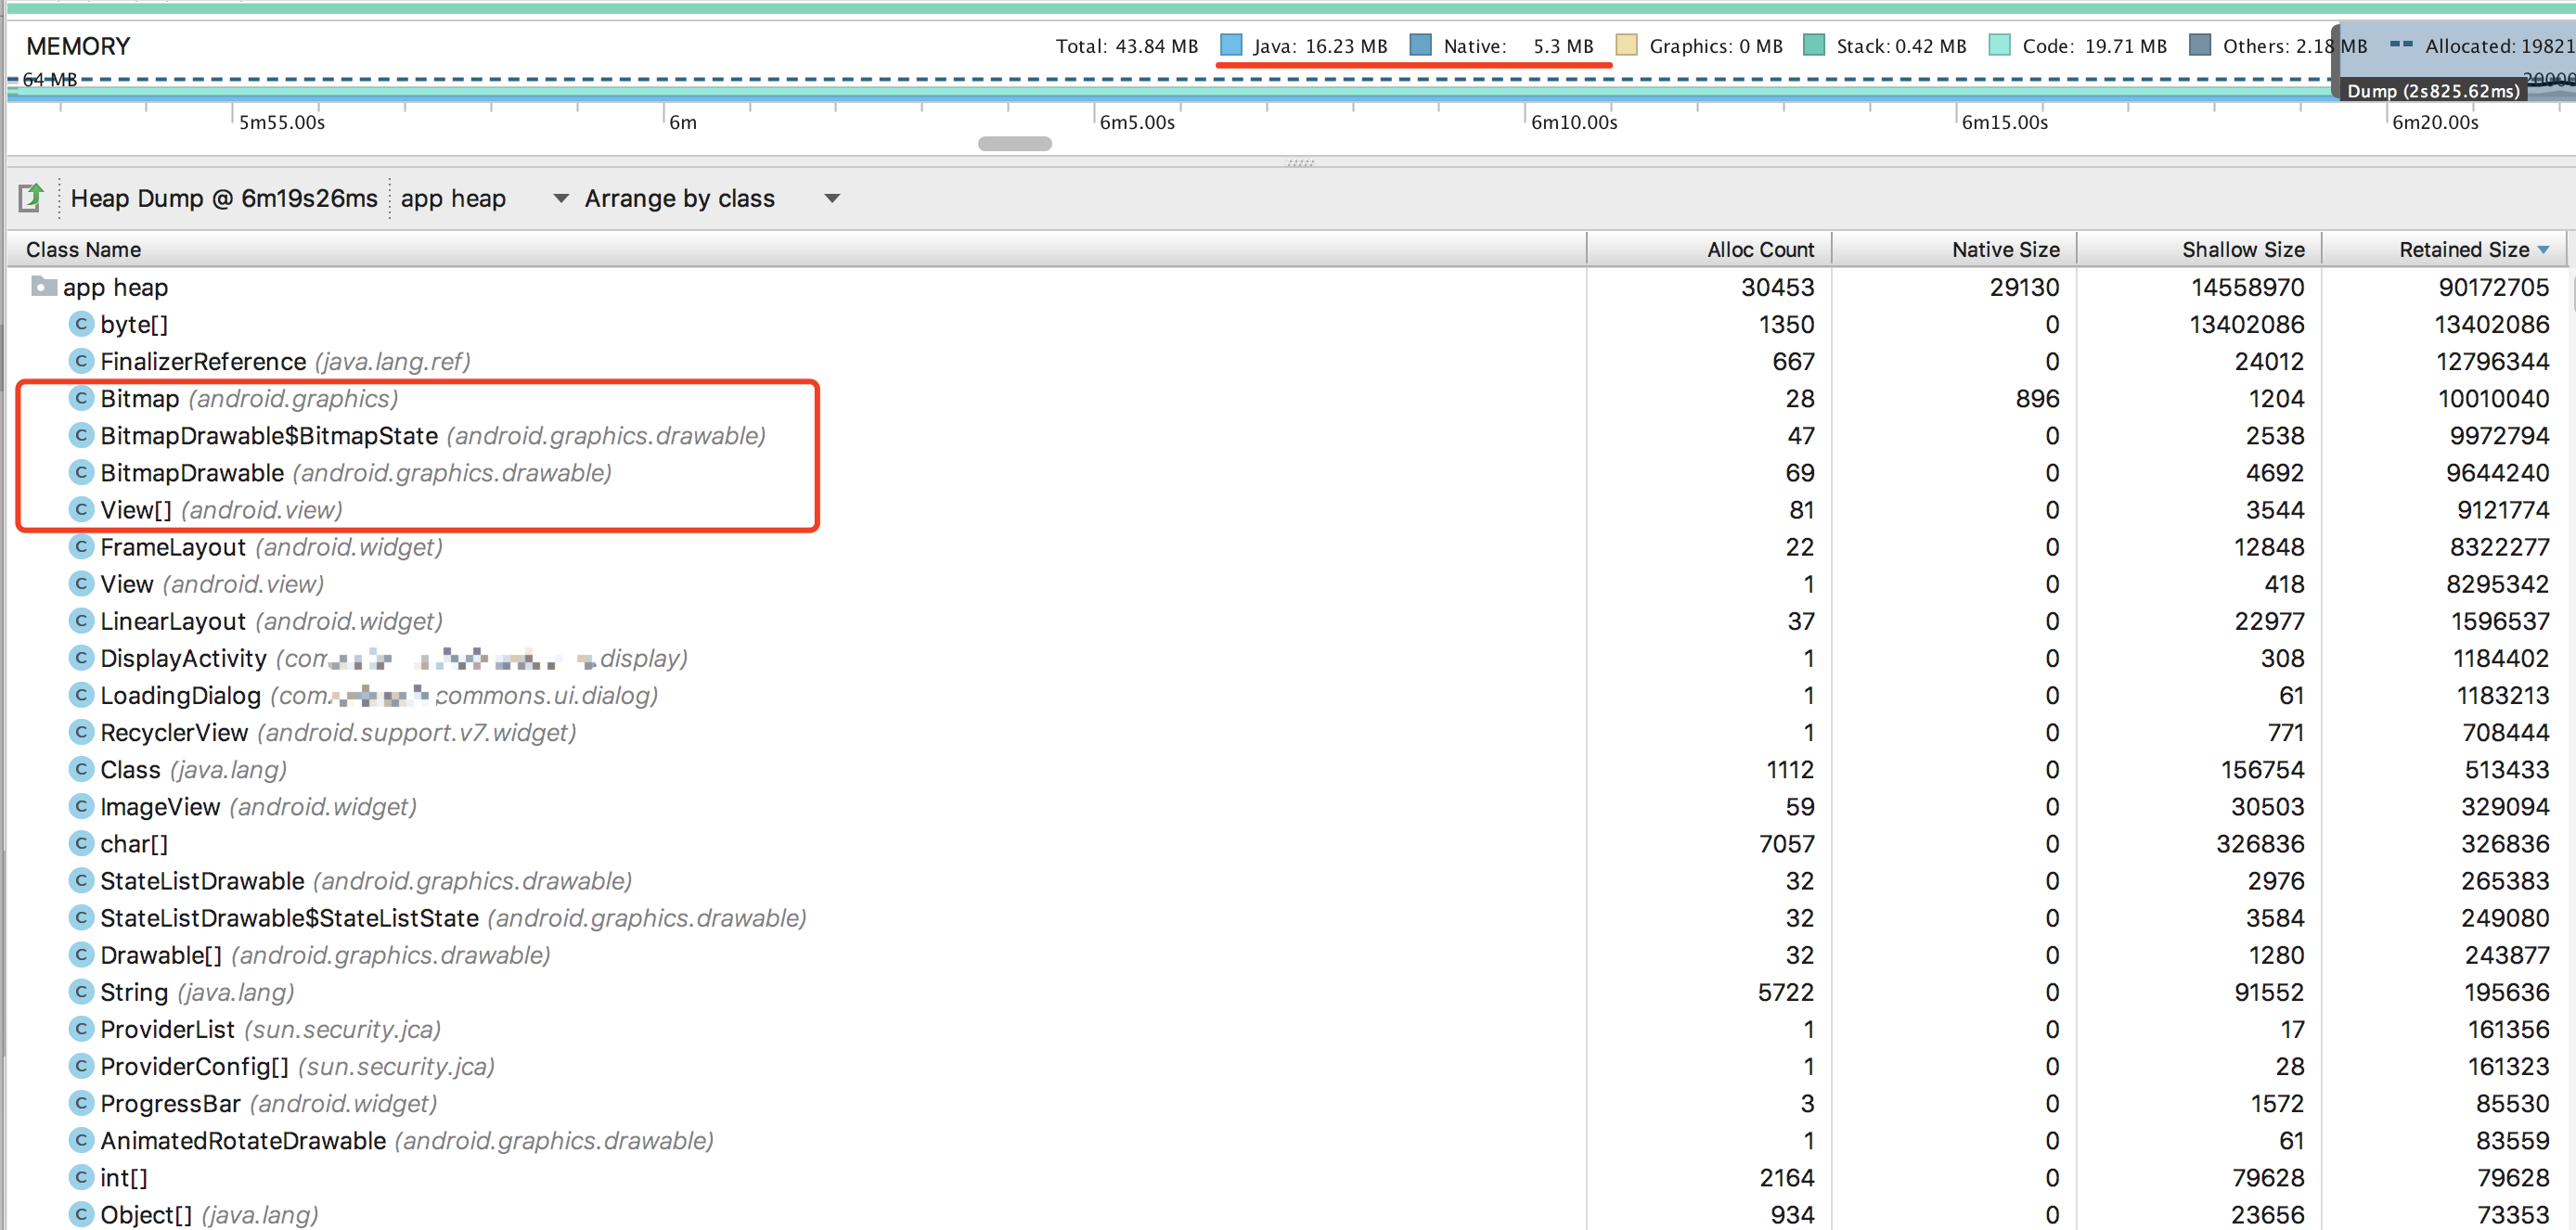 MEMORY Total: 43.84 MB Java: 16.23 MB Native: 5.3 MB Graphics: 0 MB Stack: 0.42 MB Code: 19.71 MB Others: 2.18 MB Allocated: 19821
64 MB
Dump (2s825.62ms)
5m55.00s 6m 6m5.00s 6m10.00s 6m15.00s 6m20.00s
Heap Dump @ 6m19s26ms app heap Arrange by class
Class Name Alloc Count Native Size Shallow Size Retained Size
app heap 30453 29130 14558970 90172705
C byte[] 1350 0 13402086 13402086
C FinalizerReference (java.lang.ref) 667 0 24012 12796344
C Bitmap (android.graphics) 28 896 1204 10010040
C BitmapDrawable$BitmapState (android.graphics.drawable) 47 0 2538 9972794
C BitmapDrawable (android.graphics.drawable) 69 0 4692 9644240
C View[] (android.view) 81 0 3544 9121774
C FrameLayout (android.widget) 22 0 12848 8322277
C View (android.view) 1 0 418 8295342
C LinearLayout (android.widget) 37 0 22977 1596537
C DisplayActivity (com .display) 1 0 308 1184402
C LoadingDialog (com. commons.ui.dialog) 1 0 61 1183213
C RecyclerView (android.support.v7.widget) 1 0 771 708444
C Class (java.lang) 1112 0 156754 513433
C ImageView (android.widget) 59 0 30503 329094
C char[] 7057 0 326836 326836
C StateListDrawable (android.graphics.drawable) 32 0 2976 265383
C StateListDrawable$StateListState (android.graphics.drawable) 32 0 3584 249080
C Drawable[] (android.graphics.drawable) 32 0 1280 243877
C String (java.lang) 5722 0 91552 195636
C ProviderList (sun.security.jca) 1 0 17 161356
C ProviderConfig[] (sun.security.jca) 1 0 28 161323
C ProgressBar (android.widget) 3 0 1572 85530
C AnimatedRotateDrawable (android.graphics.drawable) 1 0 61 83559
C int[] 2164 0 79628 79628
C Object[] (java.lang) 934 0 23656 73353